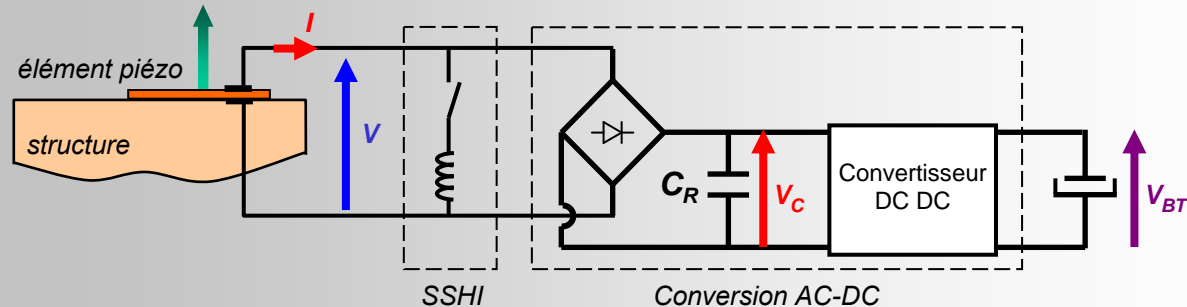 I
élément piézo
structure
V
C_R
V_C
Convertisseur
DC DC
V_BT
SSHI
Conversion AC-DC